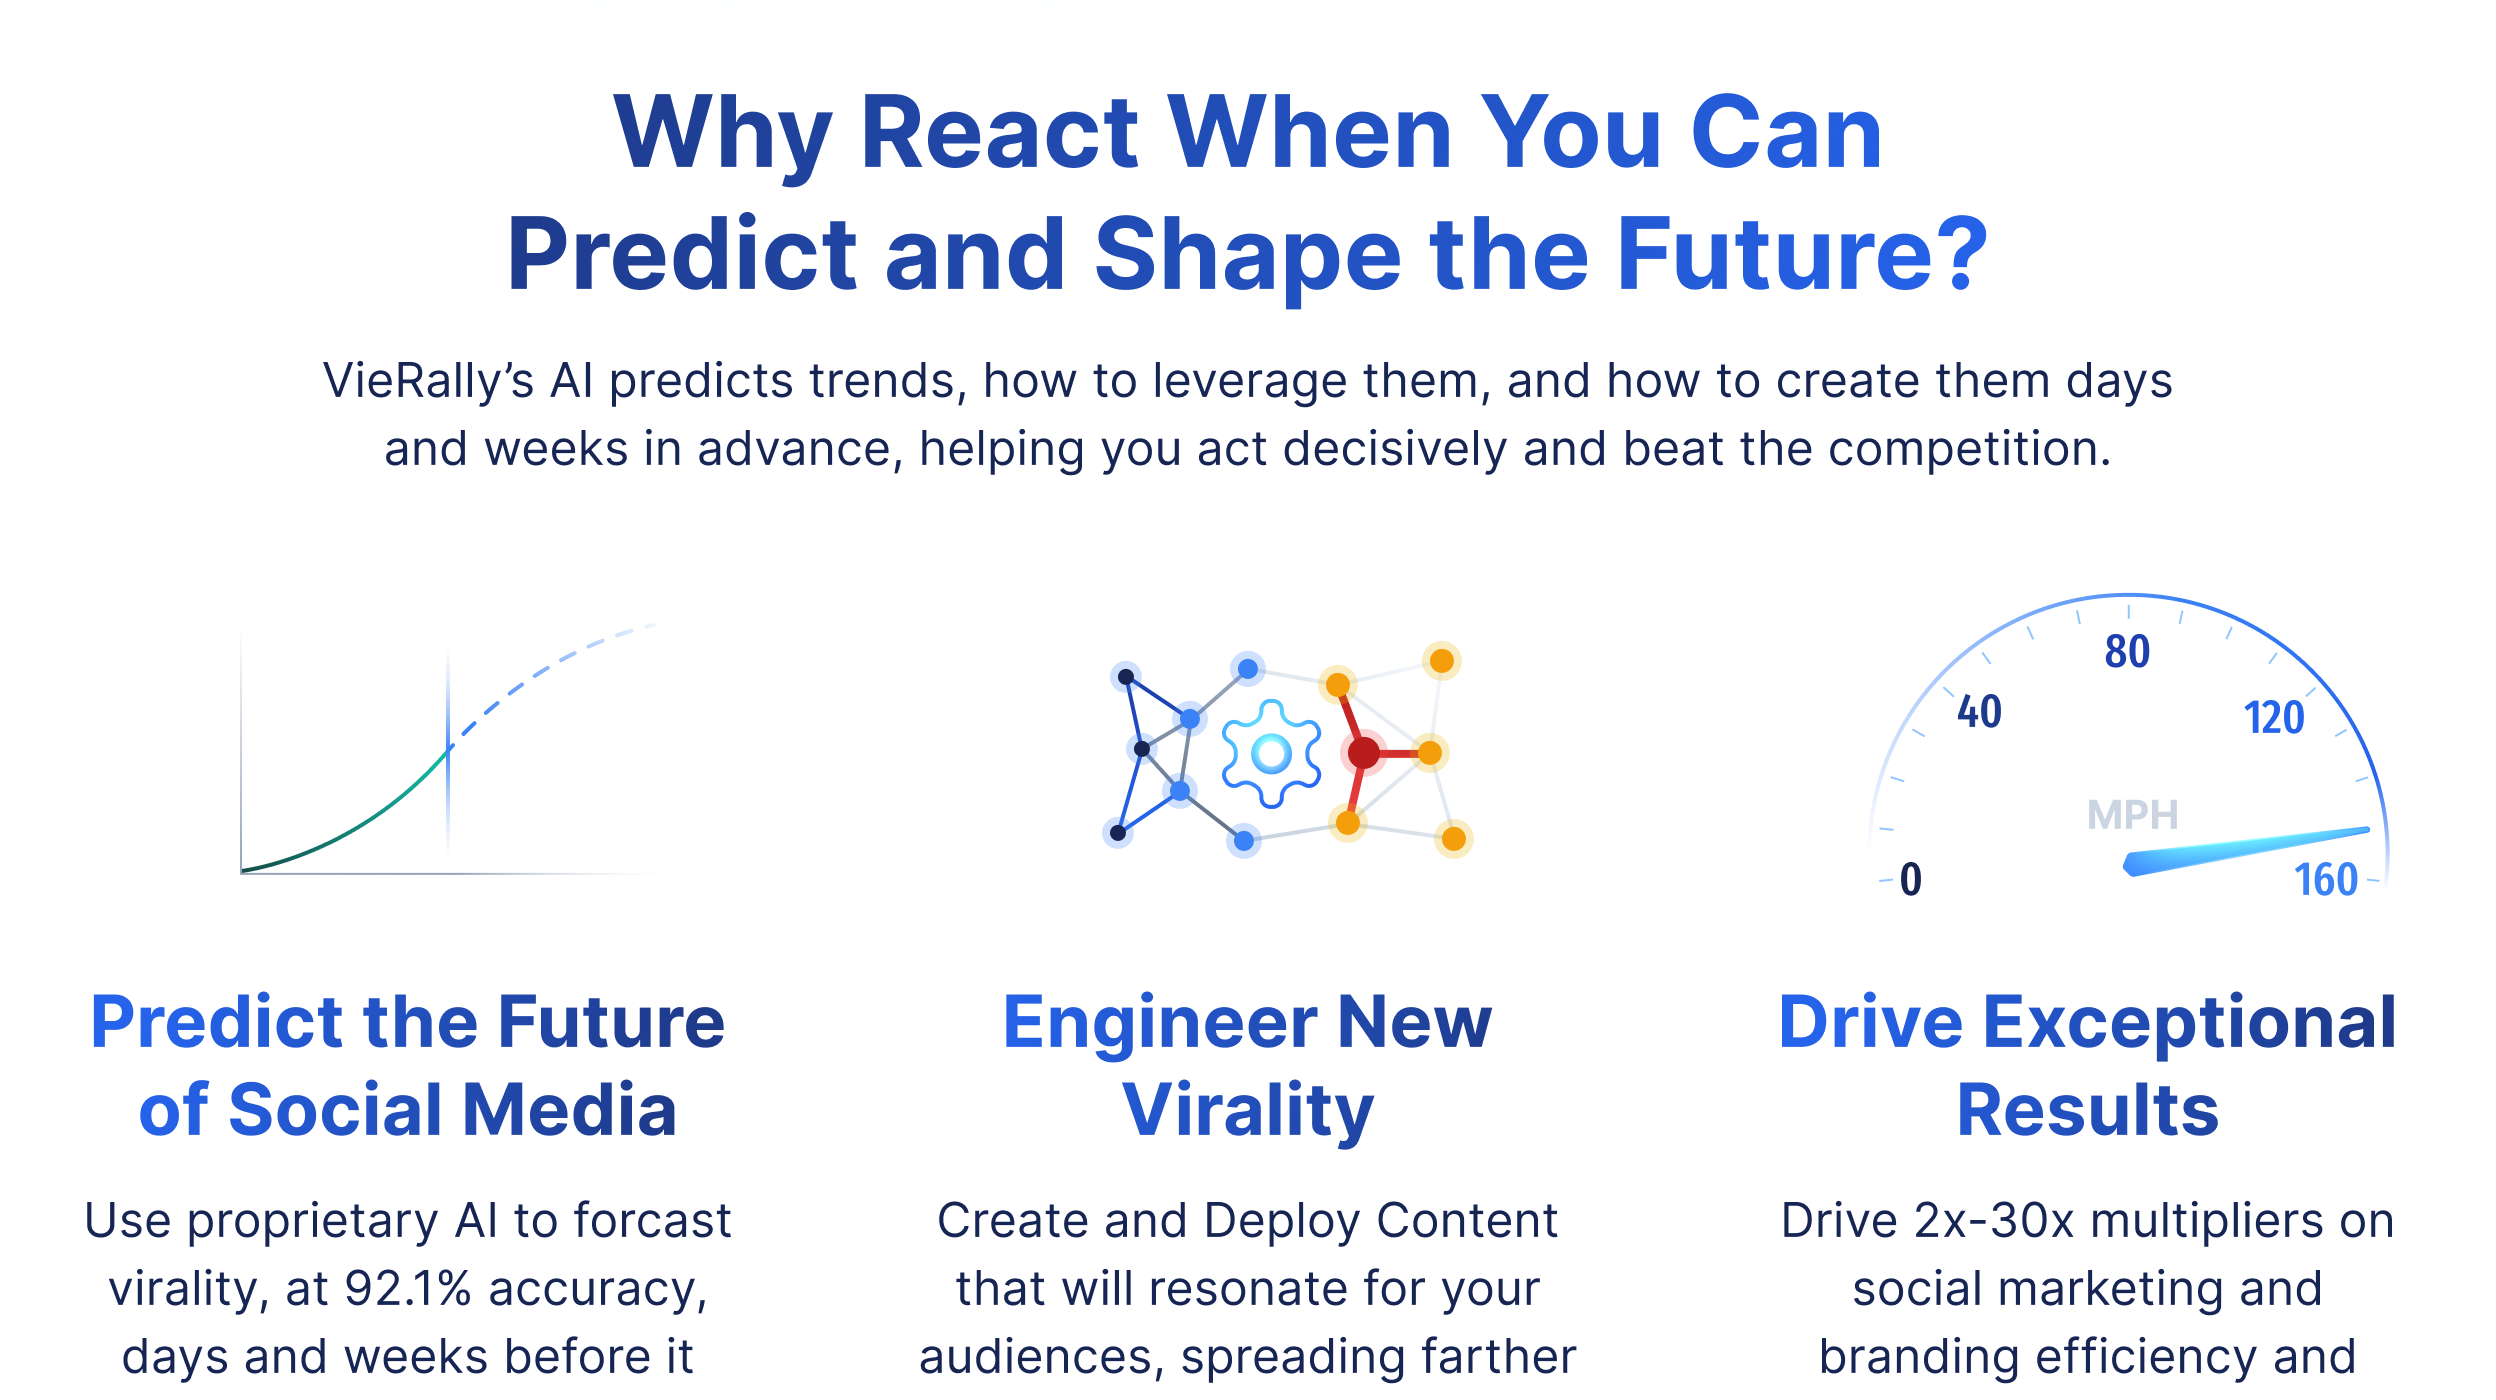 Why React When You Can
Predict and Shape the Future?
VieRally's AI predicts trends, how to leverage them, and how to create them days
and weeks in advance, helping you act decisively and beat the competition.
80
40
120
MPH
0
160
Predict the Future
of Social Media
Use propriertary AI to forcast
virality, at 92.1% accuracy,
days and weeks before it
Engineer New
Virality
Create and Deploy Content
that will resonate for your
audiences, spreading farther
Drive Exceptional
Results
Drive 2x-30x multipliers on
social marketing and
branding efficiency and